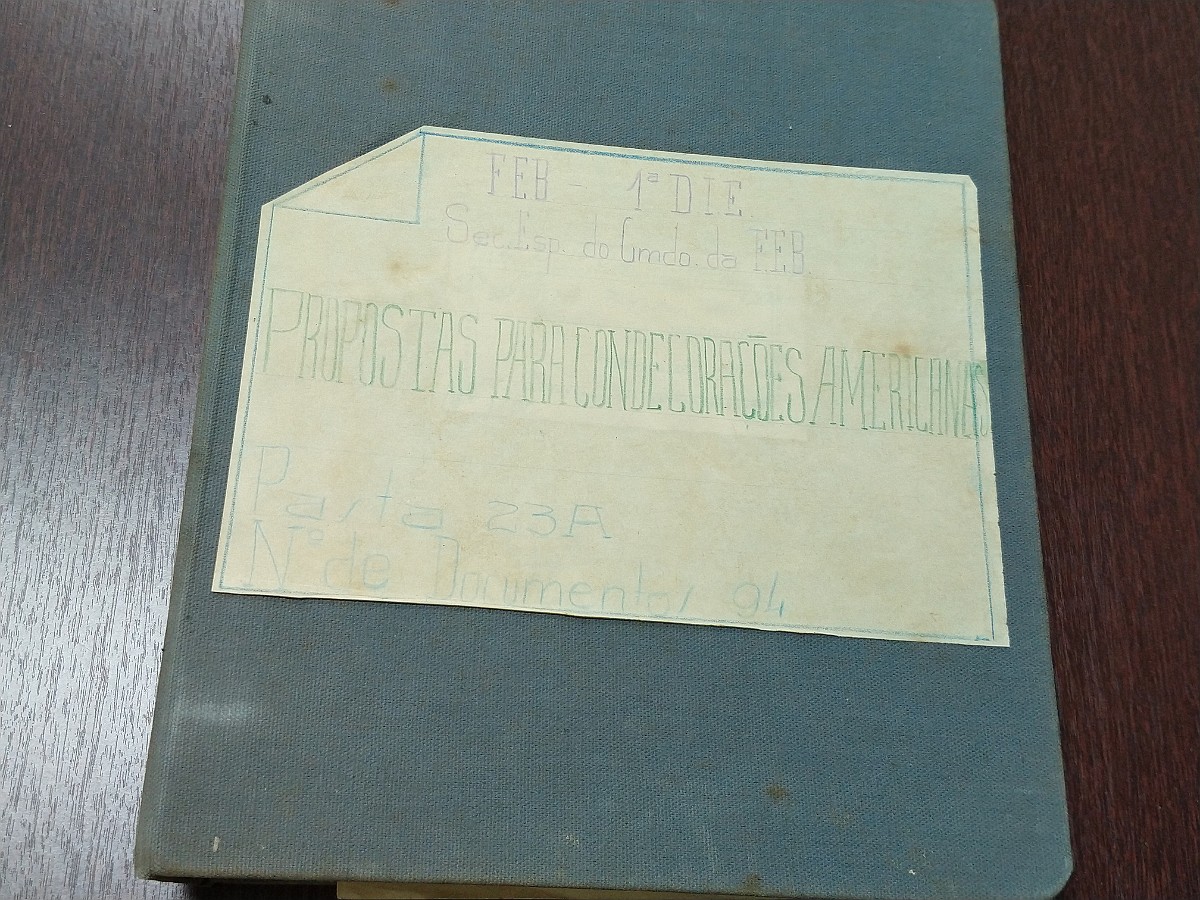 FEB - 1ª DIE.
Sec. Esp. do Cmdo. da FEB.
PROPOSTAS PARA CONDECORAÇÕES AMERICANAS
Pasta 23A
Nº de Documentos 94